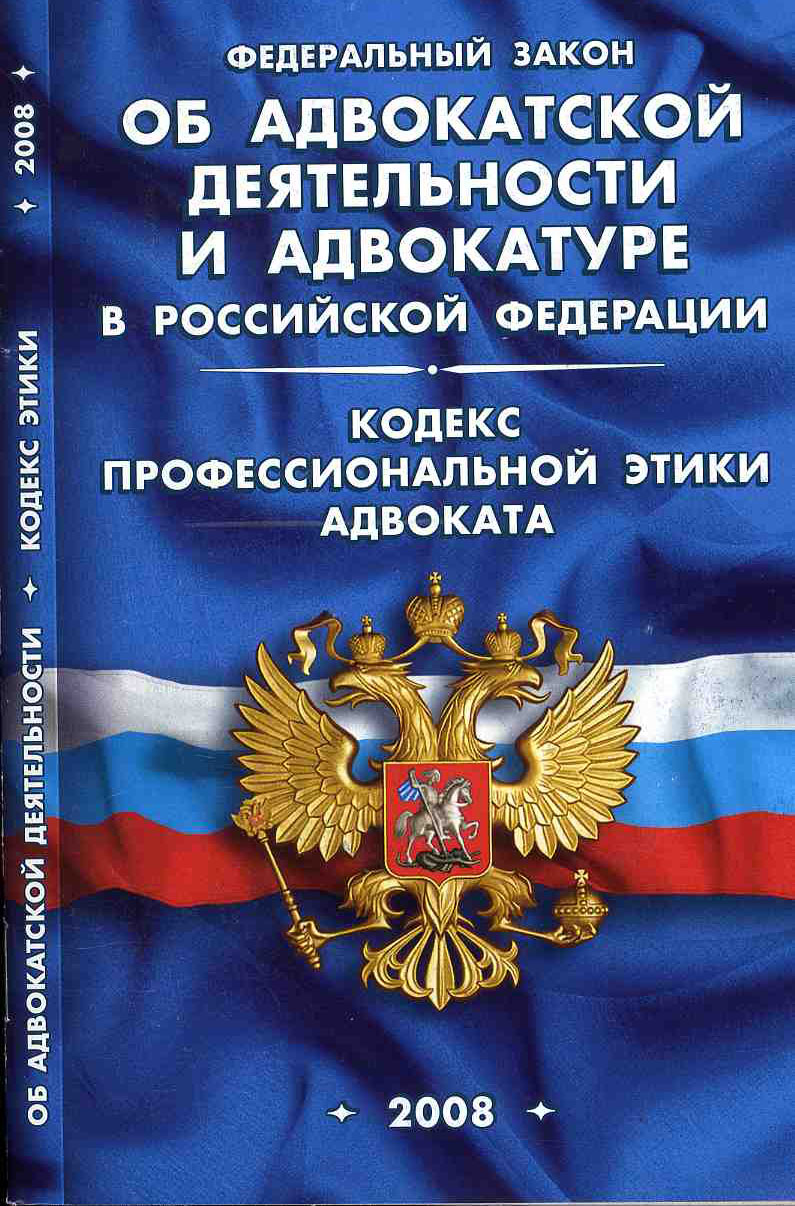 ФЕДЕРАЛЬНЫЙ ЗАКОН
ОБ АДВОКАТСКОЙ
ДЕЯТЕЛЬНОСТИ
И АДВОКАТУРЕ
В РОССИЙСКОЙ ФЕДЕРАЦИИ
КОДЕКС
ПРОФЕССИОНАЛЬНОЙ ЭТИКИ
АДВОКАТА
2008
ОБ АДВОКАТСКОЙ ДЕЯТЕЛЬНОСТИ КОДЕКС ЭТИКИ 2008